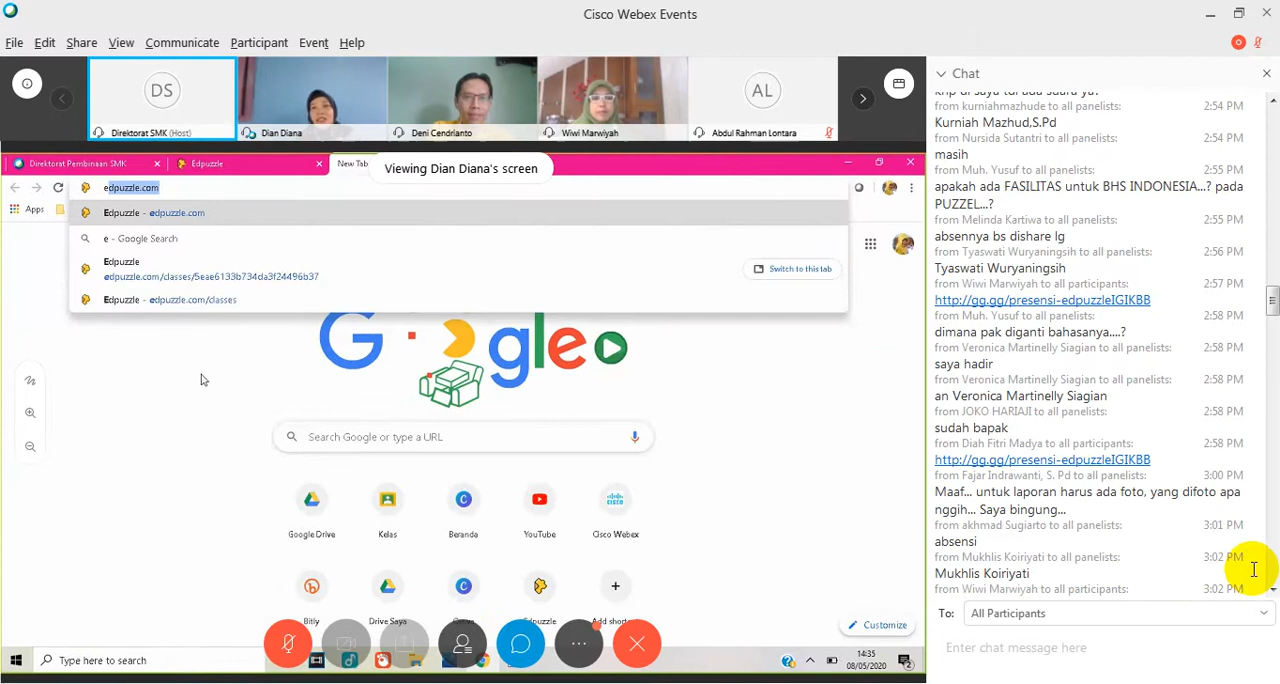 Cisco Webex Events
File Edit Share View Communicate Participant Event Help
DS
AL
Direktorat SMK (Host)
Dian Diana
Deni Cendrianto
Wiwi Marwiyah
Abdul Rahman Lontara
Direktorat Pembinaan SMK
Edpuzzle
New Tab
Viewing Dian Diana's screen
edpuzzle.com
Apps
Edpuzzle - edpuzzle.com
e - Google Search
Edpuzzle
edpuzzle.com/classes/5eae6133b734da3f24496b37
Switch to this tab
Edpuzzle - edpuzzle.com/classes
Google
Search Google or type a URL
Google Drive
Kelas
Beranda
YouTube
Cisco Webex
Bitly
Drive Saya
Canva
Edpuzzle
Add shortcut
Customize
Type here to search
14:35
08/05/2020
2
Chat
from kurniahmazhude to all panelists: 2:54 PM
Kurniah Mazhud,S.Pd
from Nursida Sutantri to all panelists: 2:54 PM
masih
from Muh. Yusuf to all panelists: 2:55 PM
apakah ada FASILITAS untuk BHS INDONESIA...? pada
PUZZEL...?
from Melinda Kartiwa to all panelists: 2:55 PM
absennya bs dishare lg
from Tyaswati Wuryaningsih to all panelists: 2:56 PM
Tyaswati Wuryaningsih
from Wiwi Marwiyah to all panelists: 2:57 PM
http://gg.gg/presensi-edpuzzleIGIKBB
from Muh. Yusuf to all panelists: 2:58 PM
dimana pak diganti bahasanya....?
from Veronica Martinelly Siagian to all panelists: 2:58 PM
saya hadir
from Veronica Martinelly Siagian to all panelists: 2:58 PM
an Veronica Martinelly Siagian
from JOKO HARIAJI to all panelists: 2:58 PM
sudah bapak
from Diah Fitri Madya to all participants: 2:58 PM
http://gg.gg/presensi-edpuzzleIGIKBB
from Fajar Indrawanti, S. Pd to all panelists: 3:00 PM
Maaf... untuk laporan harus ada foto, yang difoto apa
nggih... Saya bingung...
from akhmad Sugiarto to all panelists: 3:01 PM
absensi
from Mukhlis Koiriyati to all panelists: 3:02 PM
Mukhlis Koiriyati
from Wiwi Marwiyah to all participants: 3:02 PM
To: All Participants
Enter chat message here